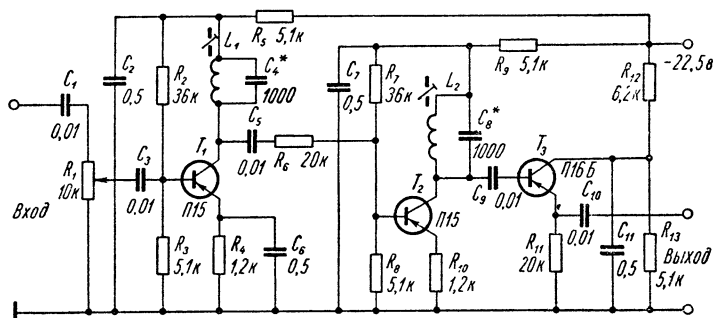 C₁
0,01
R₁
10к
Вход
C₂
0,5
C₃
0,01
R₂
36к
R₃
5,1к
L₁
R₅ 5,1к
C₄*
1000
T₁
П15
C₅
0,01
R₆ 20к
R₄
1,2к
C₆
0,5
C₇
0,5
R₇
36к
L₂
R₉ 5,1к
C₈*
1000
T₂
П15
R₈
5,1к
R₁₀
1,2к
C₉
0,01
T₃
П16Б
C₁₀
0,01
R₁₁
20к
C₁₁
0,5
R₁₂
6,2к
-22,5в
R₁₃
5,1к
Выход